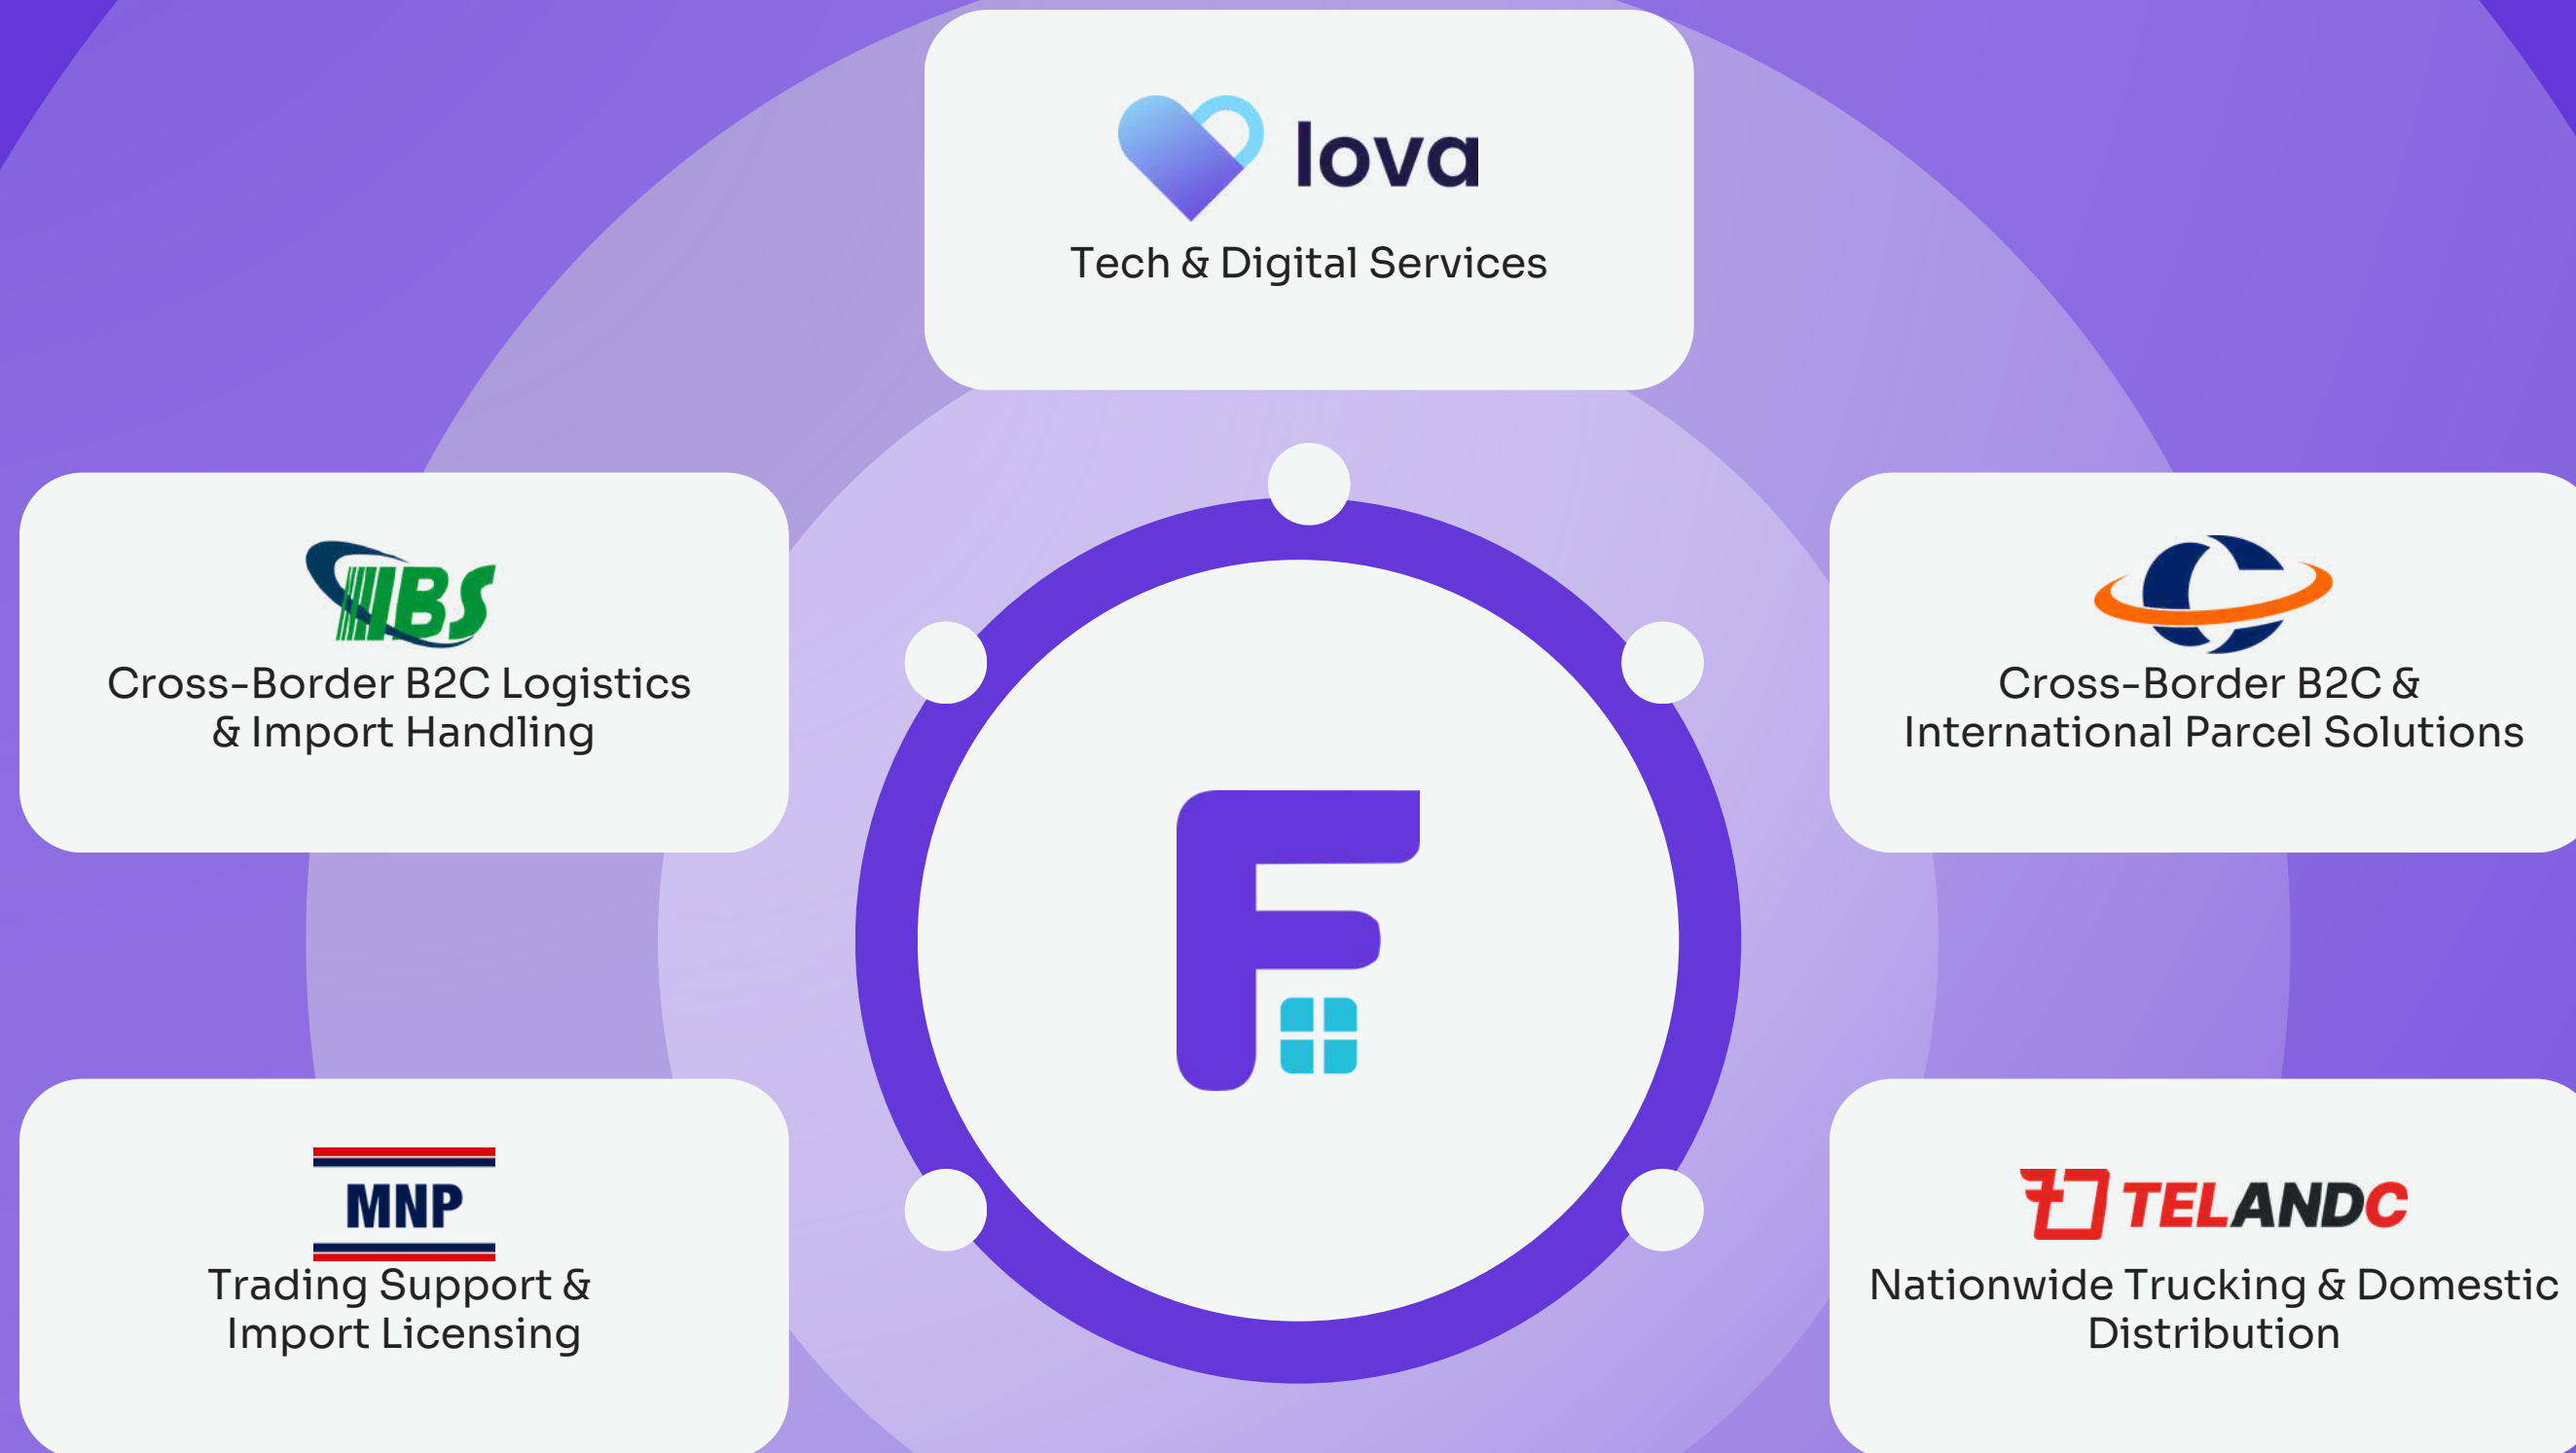 lova
Tech & Digital Services
IBS
Cross-Border B2C Logistics
& Import Handling
Cross-Border B2C &
International Parcel Solutions
F
MNP
Trading Support &
Import Licensing
TELANDC
Nationwide Trucking & Domestic
Distribution